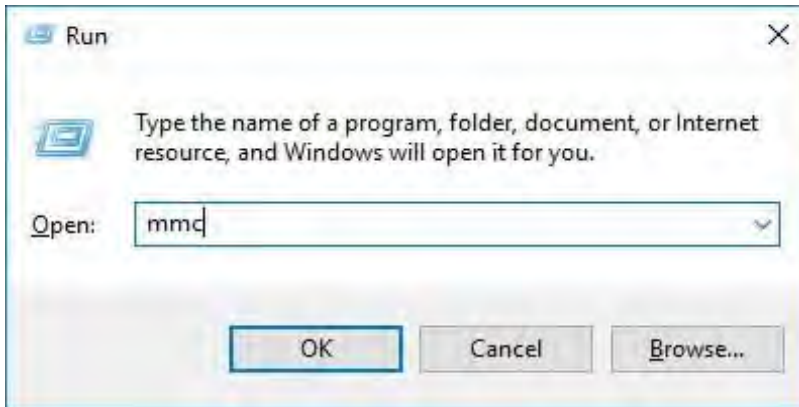 Run
Type the name of a program, folder, document, or Internet
resource, and Windows will open it for you.
Open: mmc
OK Cancel Browse...